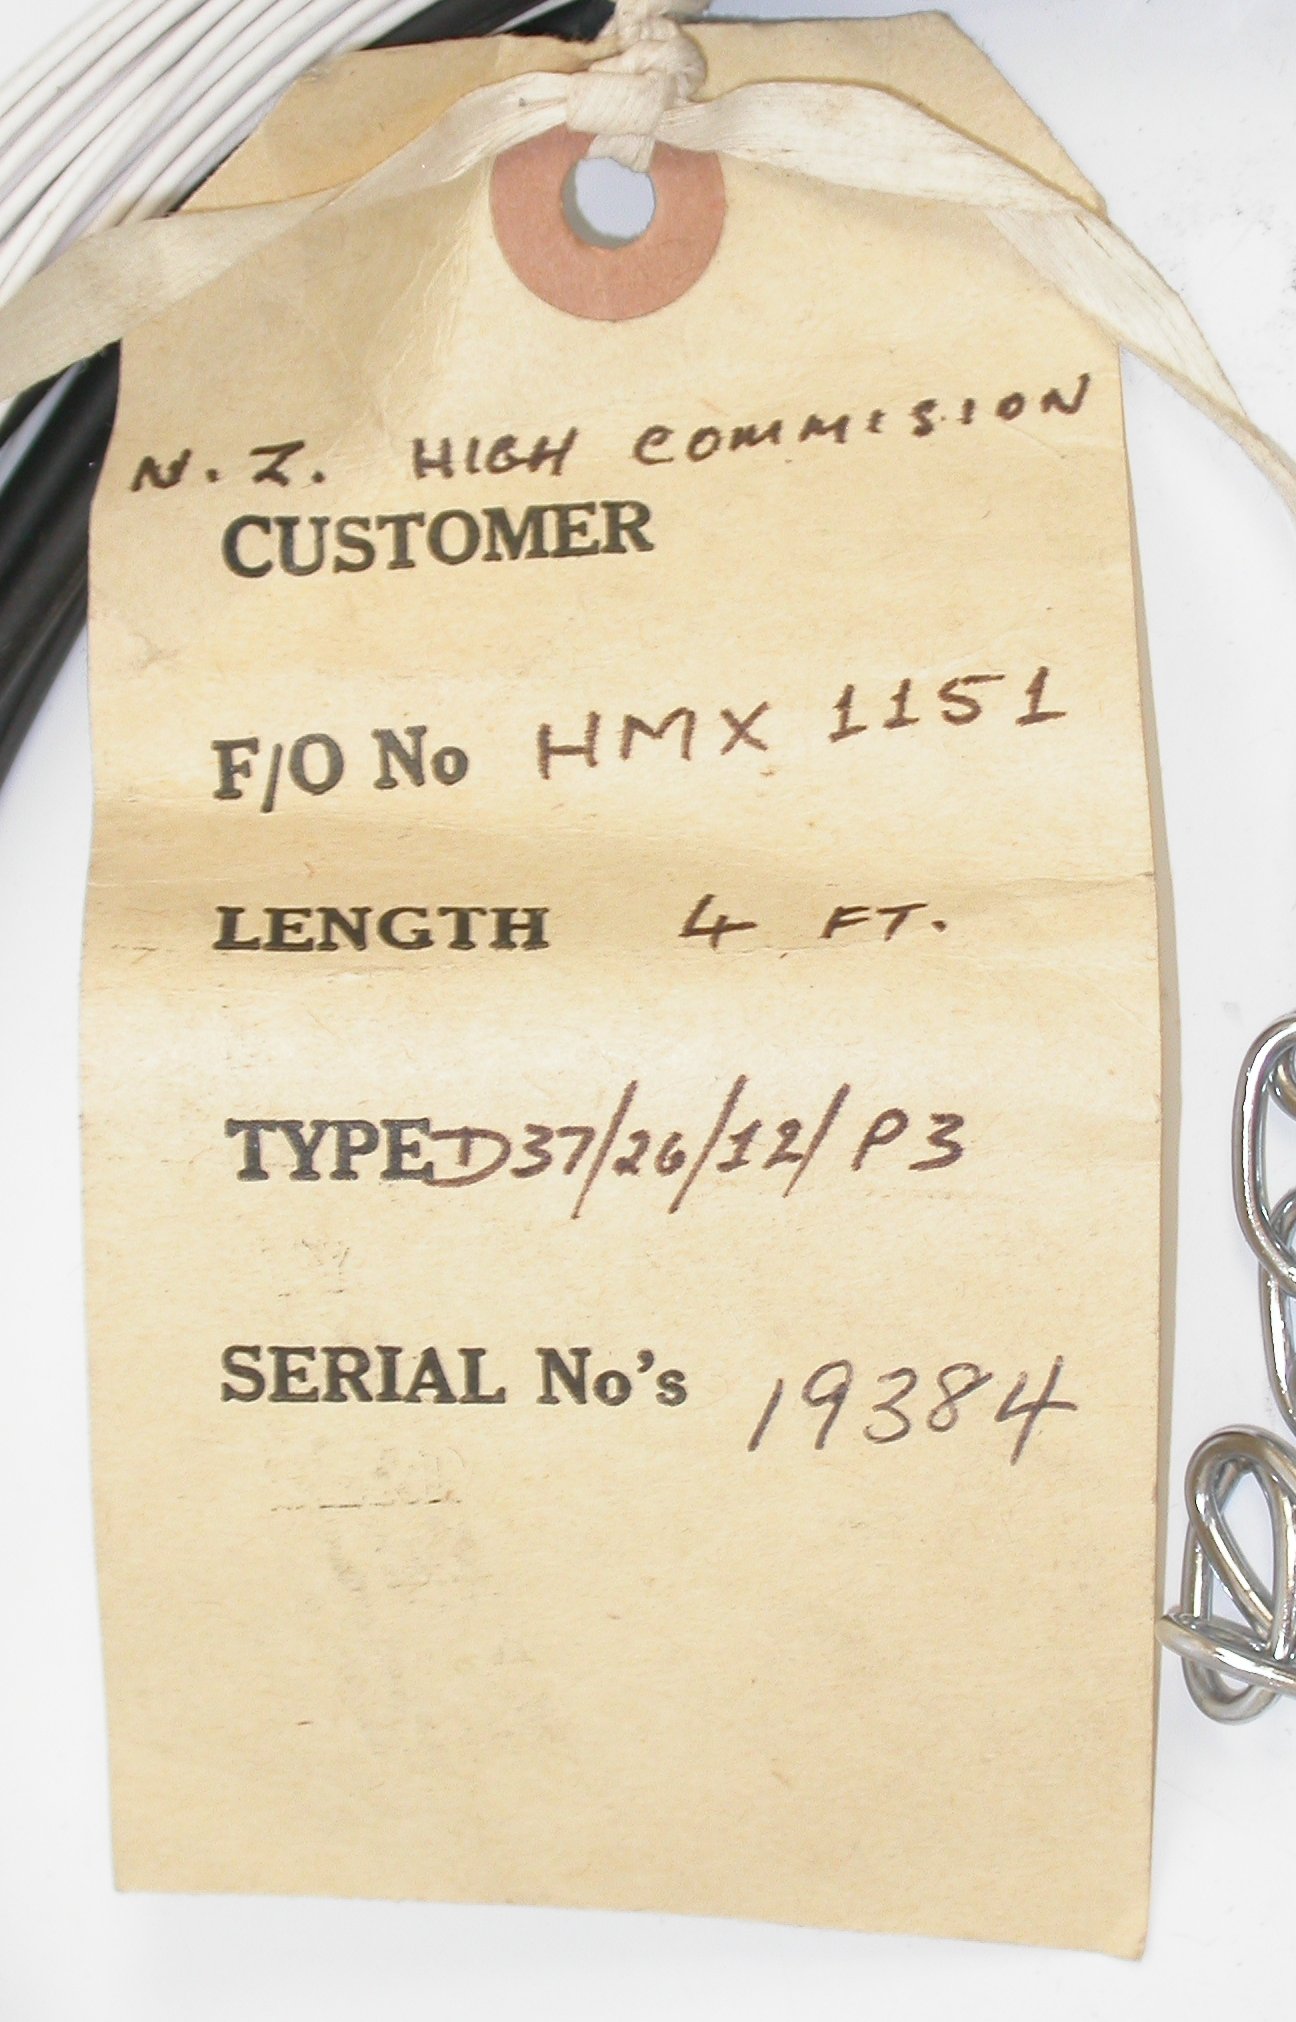 N.Z. HIGH COMMISION
CUSTOMER
F/O No HMX 1151
LENGTH 4 FT.
TYPE D37/26/12/P3
SERIAL No's 19384